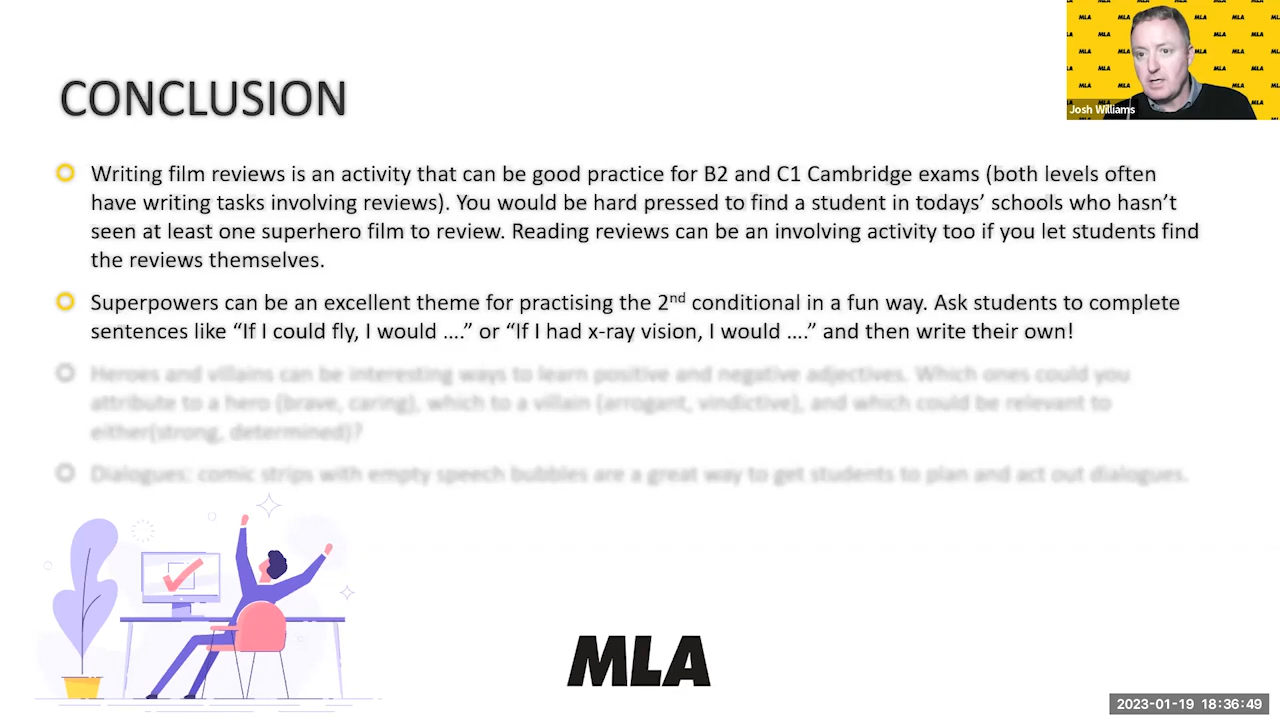 CONCLUSION
Josh Williams
Writing film reviews is an activity that can be good practice for B2 and C1 Cambridge exams (both levels often
have writing tasks involving reviews). You would be hard pressed to find a student in todays’ schools who hasn’t
seen at least one superhero film to review. Reading reviews can be an involving activity too if you let students find
the reviews themselves.
Superpowers can be an excellent theme for practising the 2nd conditional in a fun way. Ask students to complete
sentences like “If I could fly, I would ....” or “If I had x-ray vision, I would ....” and then write their own!
Heroes and villains can be interesting ways to learn positive and negative adjectives. Which ones could you
attribute to a hero (brave, caring), which to a villain (arrogant, vindictive), and which could be relevant to
either(strong, determined)?
Dialogues: comic strips with empty speech bubbles are a great way to get students to plan and act out dialogues.
MLA
2023-01-19 18:36:49